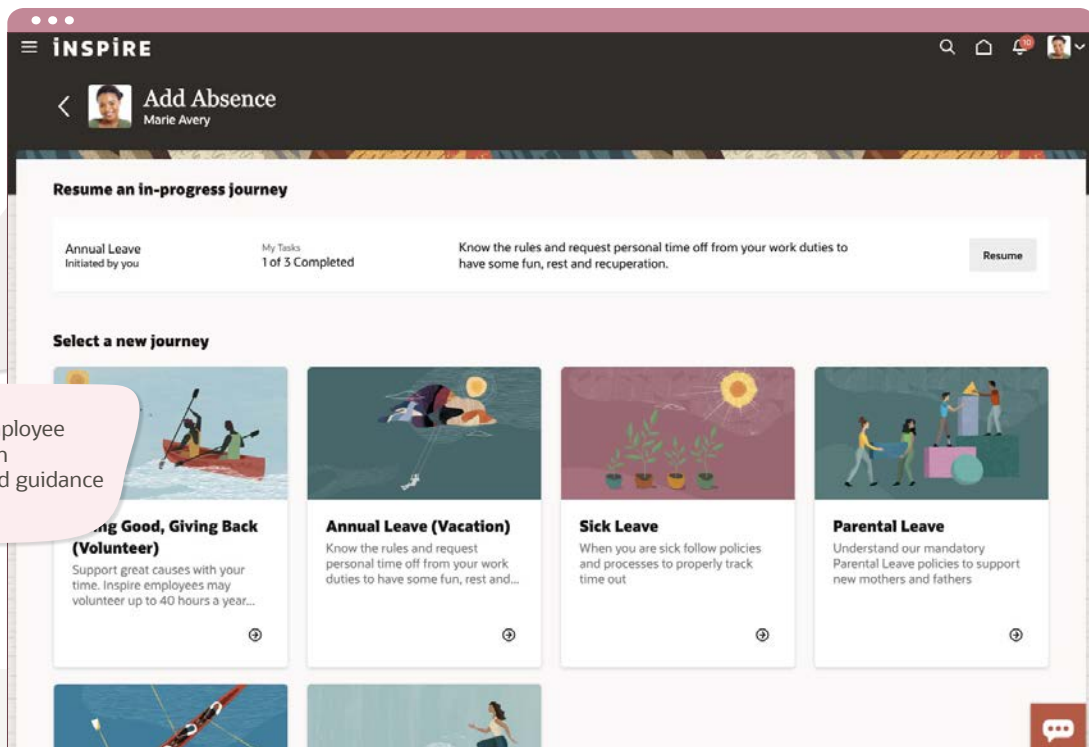 iNSPiRE
10
Add Absence
Marie Avery
Resume an in-progress journey
Annual Leave
Initiated by you
My Tasks
1 of 3 Completed
Know the rules and request personal time off from your work duties to
have some fun, rest and recuperation.
Resume
Select a new journey
guidance
Good, Giving Back
(Volunteer)
Support great causes with your
time. Inspire employees may
volunteer up to 40 hours a year...
Annual Leave (Vacation)
Know the rules and request
personal time off from your work
duties to have some fun, rest and...
Sick Leave
When you are sick follow policies
and processes to properly track
time out
Parental Leave
Understand our mandatory
Parental Leave policies to support
new mothers and fathers